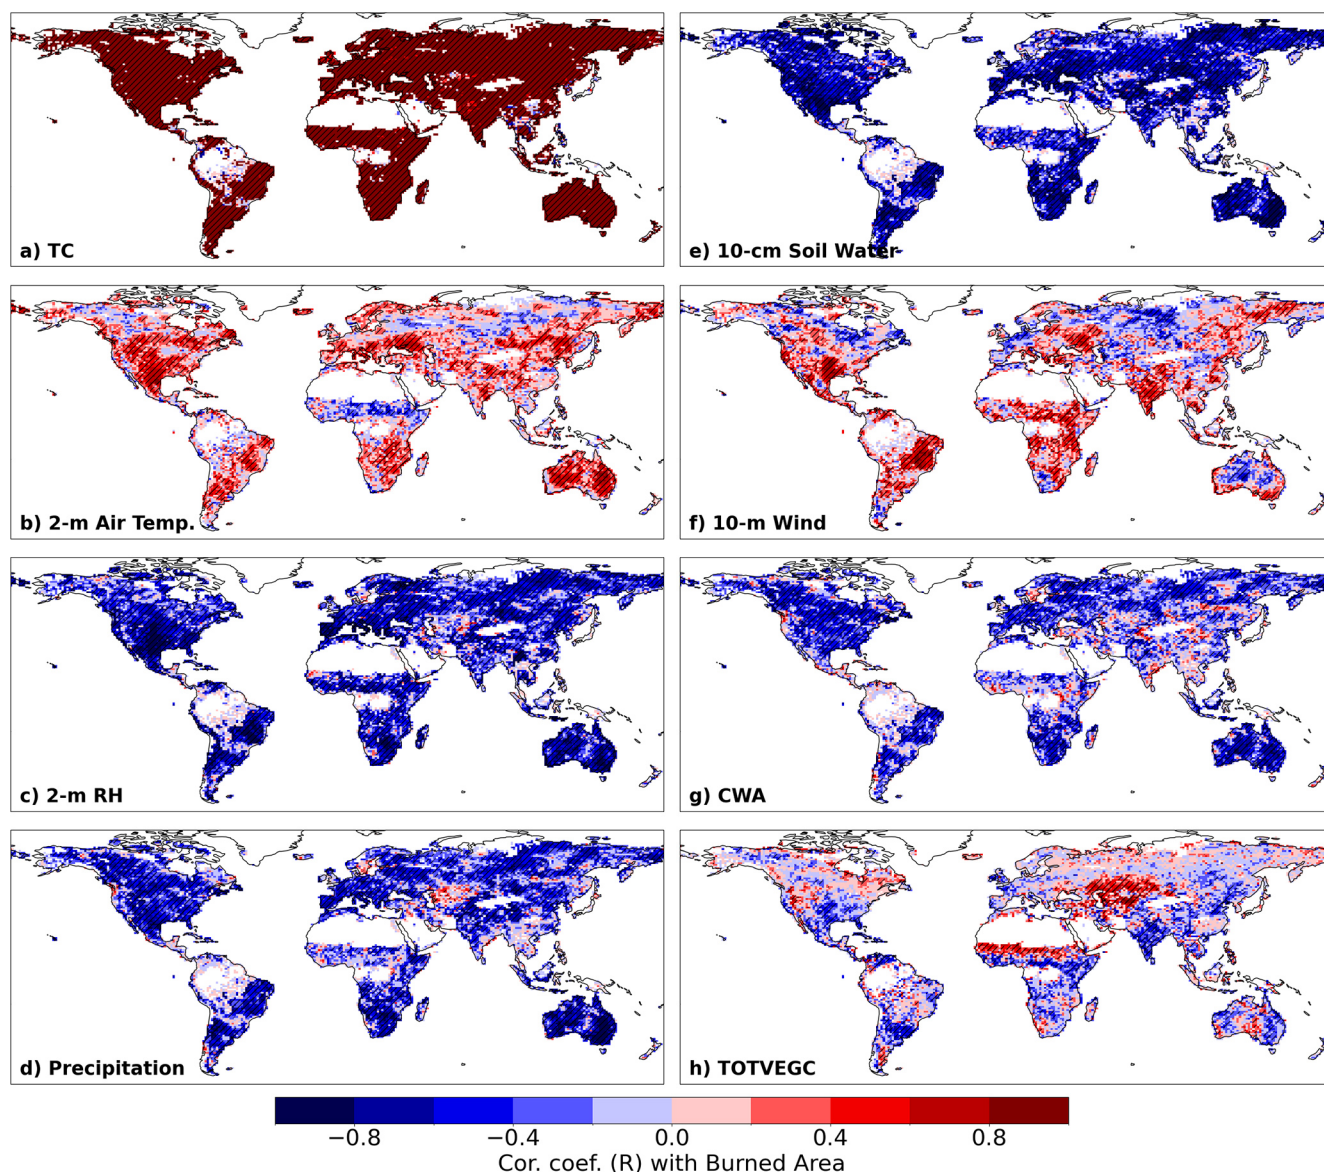 a) TC
e) 10-cm Soil Water
b) 2-m Air Temp.
f) 10-m Wind
c) 2-m RH
g) CWA
d) Precipitation
h) TOTVEGC
−0.8 −0.4 0.0 0.4 0.8
Cor. coef. (R) with Burned Area